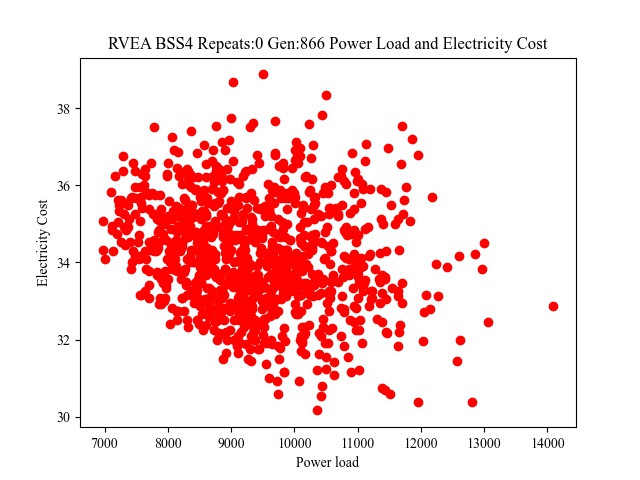 RVEA BSS4 Repeats:0 Gen:866 Power Load and Electricity Cost
38
36
34
32
30
Electricity Cost
7000 8000 9000 10000 11000 12000 13000 14000
Power load